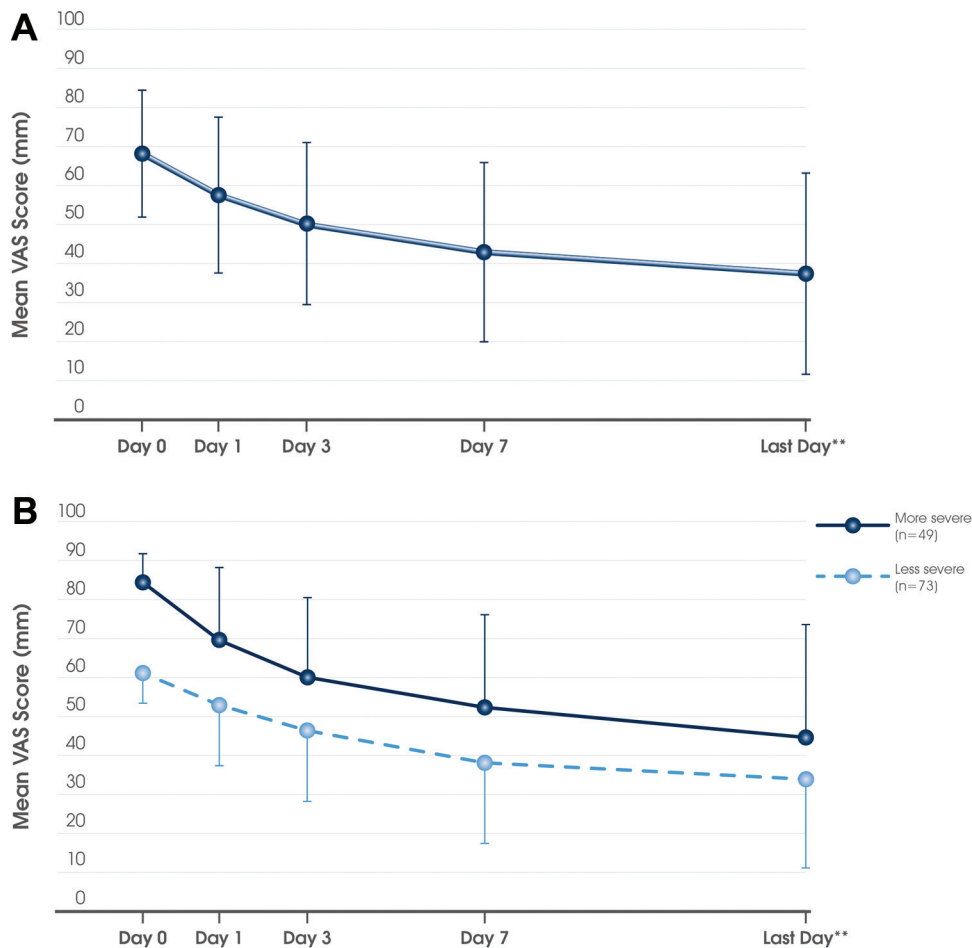 A
Mean VAS Score (mm)
100
90
80
70
60
50
40
30
20
10
0
Day 0 Day 1 Day 3 Day 7 Last Day**
B
Mean VAS Score (mm)
100
90
80
70
60
50
40
30
20
10
0
Day 0 Day 1 Day 3 Day 7 Last Day**
More severe
(n=49)
Less severe
(n=73)